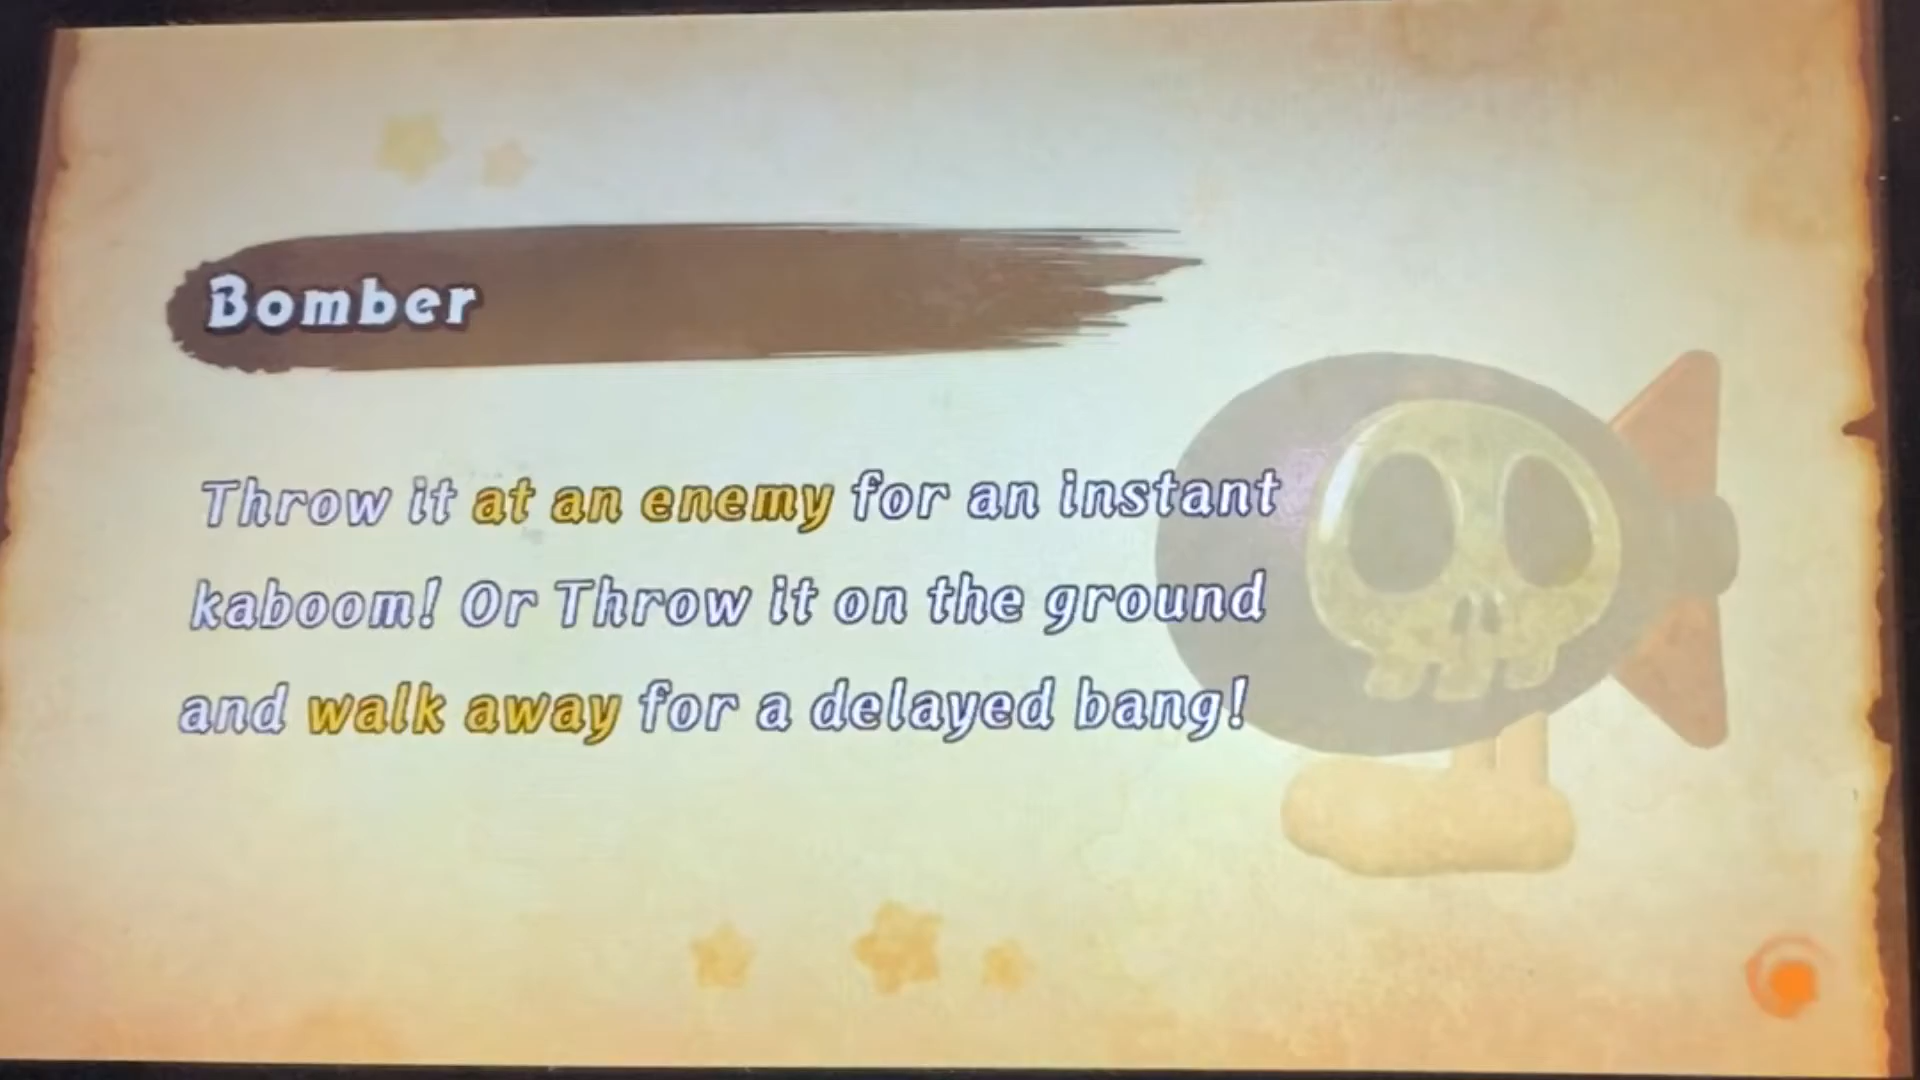 Bomber
Throw it at an enemy for an instant
kaboom! Or Throw it on the ground
and walk away for a delayed bang!